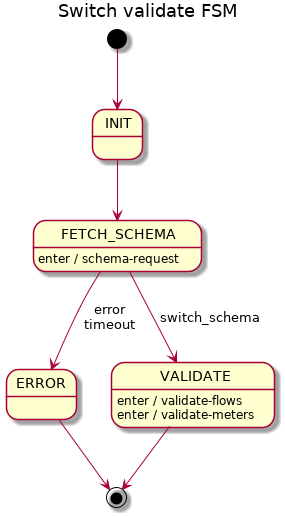 Switch validate FSM
INIT
FETCH_SCHEMA
enter / schema-request
error
timeout
switch_schema
ERROR
VALIDATE
enter / validate-flows
enter / validate-meters